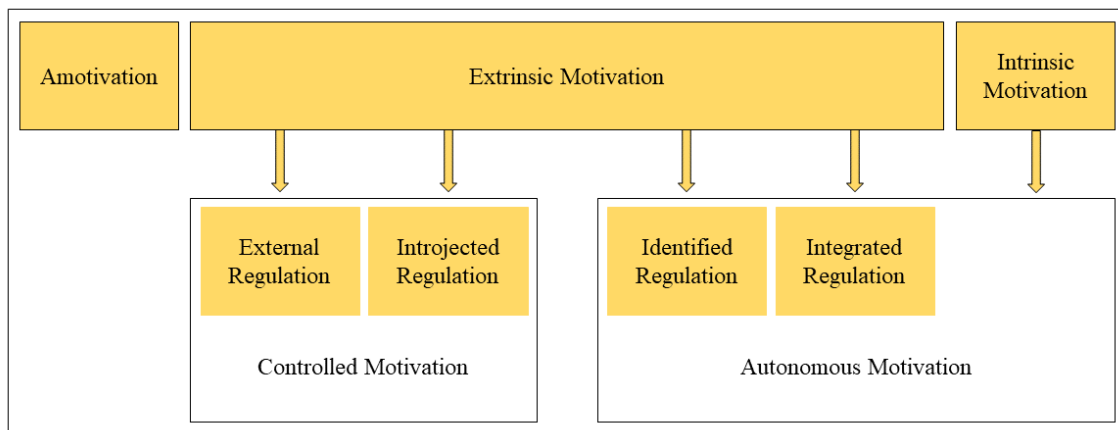 Amotivation
Extrinsic Motivation
Intrinsic
Motivation
External
Regulation
Introjected
Regulation
Identified
Regulation
Integrated
Regulation
Controlled Motivation
Autonomous Motivation